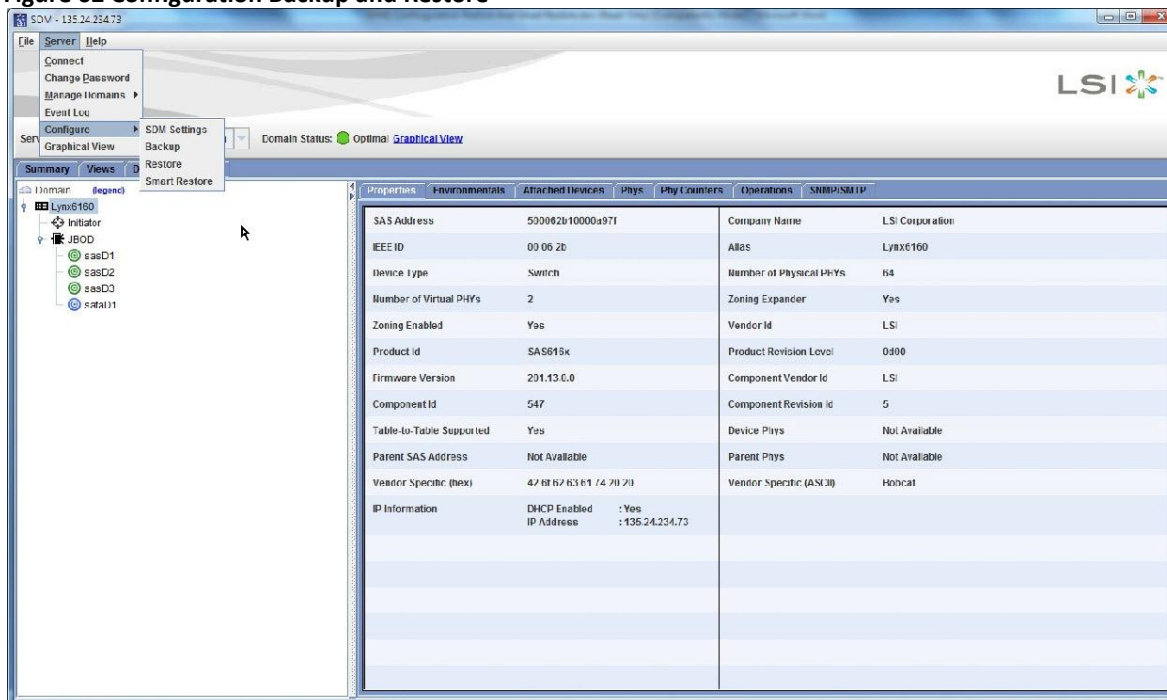 Figure 62 Configuration Backup and Restore
SDM - 135.24.234.73
File Server Help
Connect
Change Password
Manage Domains
Event Log
Configure
Graphical View
SDM Settings
Backup
Restore
Smart Restore
LSI
Domain Status: Optimal Graphical View
Summary Views
Domain (legend)
Lynx6160
Initiator
JBOD
sasD1
sasD2
sasD3
sataD1
Properties Environmentals Attached Devices Phys Phy Counters Operations SNMP/SMTP
SAS Address 500062b10000a97f Company Name LSI Corporation
IEEE ID 00 06 2b Alias Lynx6160
Device Type Switch Number of Physical PHYs 64
Number of Virtual PHYs 2 Zoning Expander Yes
Zoning Enabled Yes Vendor Id LSI
Product Id SAS616x Product Revision Level 0d00
Firmware Version 201.13.0.0 Component Vendor Id LSI
Component Id 547 Component Revision Id 5
Table-to-Table Supported Yes Device Phys Not Available
Parent SAS Address Not Available Parent Phys Not Available
Vendor Specific (hex) 42 6f 62 63 61 74 20 20 Vendor Specific (ASCII) Bobcat
IP Information DHCP Enabled : Yes
IP Address : 135.24.234.73